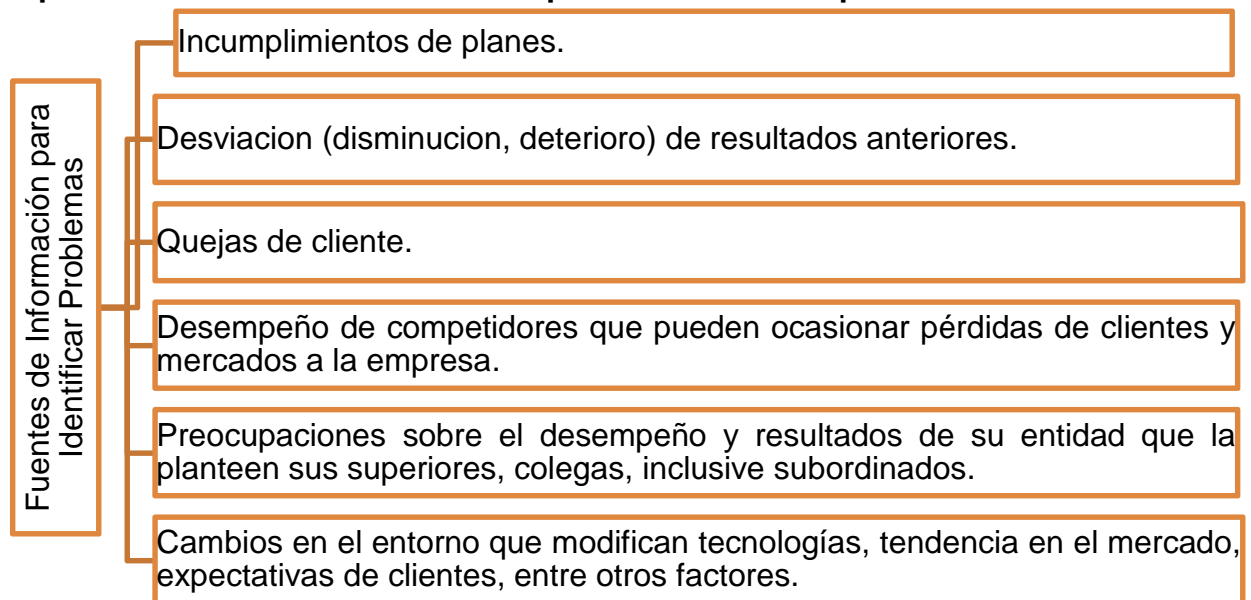 Fuentes de Información para
Identificar Problemas
Incumplimientos de planes.
Desviacion (disminucion, deterioro) de resultados anteriores.
Quejas de cliente.
Desempeño de competidores que pueden ocasionar pérdidas de clientes y
mercados a la empresa.
Preocupaciones sobre el desempeño y resultados de su entidad que la
planteen sus superiores, colegas, inclusive subordinados.
Cambios en el entorno que modifican tecnologías, tendencia en el mercado,
expectativas de clientes, entre otros factores.